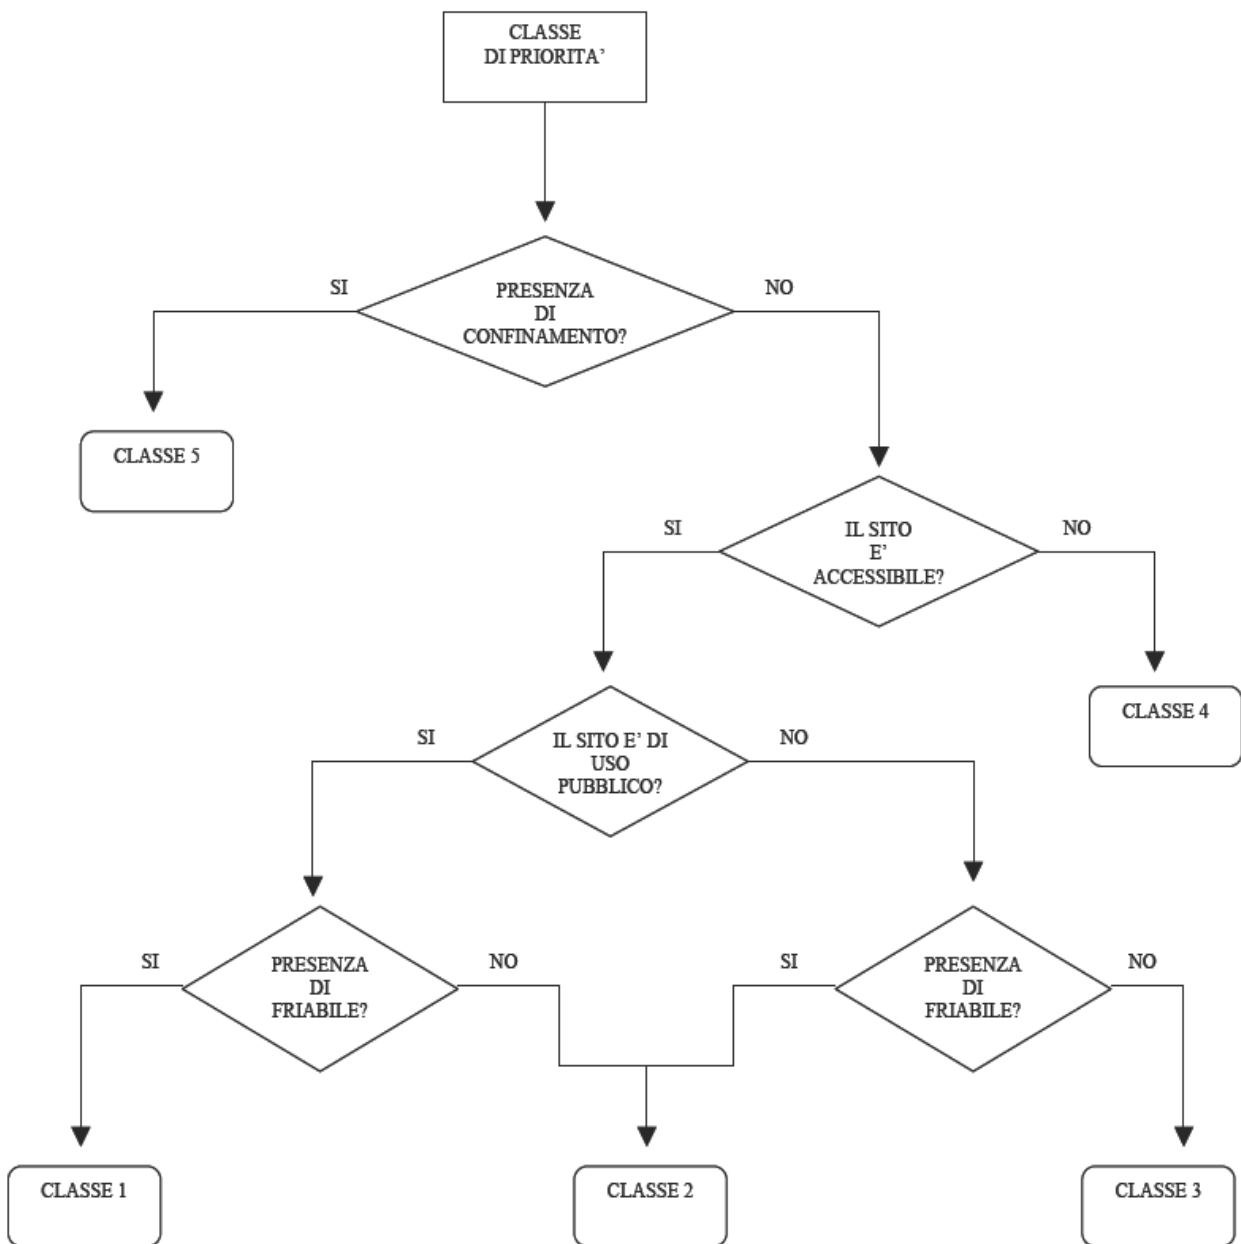 CLASSE
DI PRIORITA’
SI
NO
PRESENZA
DI
CONFINAMENTO?
CLASSE 5
SI
NO
IL SITO
E’
ACCESSIBILE?
CLASSE 4
SI
NO
IL SITO E’ DI
USO
PUBBLICO?
SI
NO
PRESENZA
DI
FRIABILE?
SI
NO
PRESENZA
DI
FRIABILE?
CLASSE 1
CLASSE 2
CLASSE 3